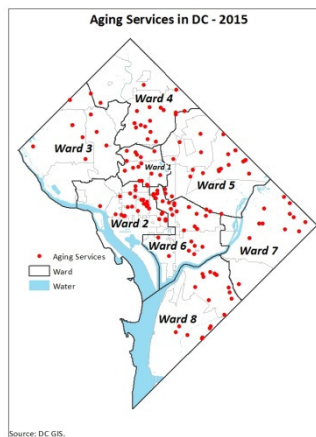 Aging Services in DC - 2015
Ward 4
Ward 3
Ward 1
Ward 5
Ward 2
Ward 6
Ward 7
Ward 8
Aging Services
Ward
Water
Source: DC GIS.